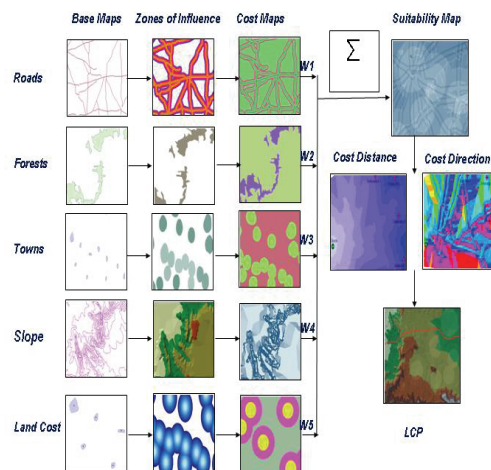 Base Maps
Zones of Influence
Cost Maps
Suitability Map
Roads
W1
Σ
Forests
W2
Cost Distance
Cost Direction
Towns
W3
Slope
W4
Land Cost
W5
LCP